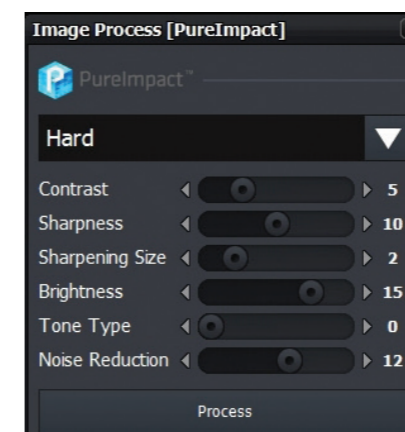 Image Process [PureImpact]
PureImpact™
Hard
Contrast 5
Sharpness 10
Sharpening Size 2
Brightness 15
Tone Type 0
Noise Reduction 12
Process